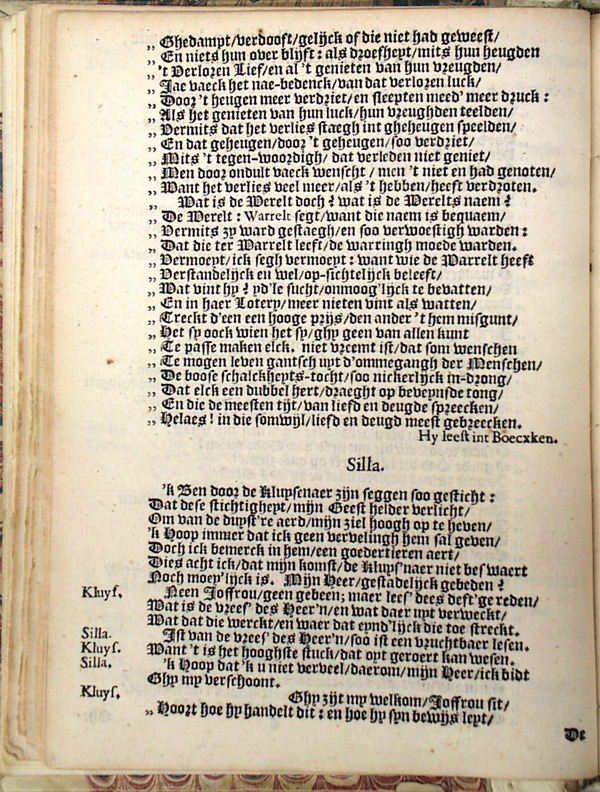 „ Ghedampt/verdooft/gelijck of die niet had geweest/
„ En niets hun over blijft: als droefheyt/mits hun heugden
„ 't Verloren Lief/en al 't genieten van hun vreugden/
„ Jae vaeck het nae-bedenck/van dat verloren luck/
„ Door 't heugen meer verdriet/en sleepten meed' meer druck:
„ Als het genieten van hun luck/hun vreughden teelden/
„ Vermits dat het verlies staegh int gheheugen speelden/
„ En dat geheugen/door 't geheugen/soo verdriet/
„ Mits 't tegen-woordigh/ dat verleden niet geniet/
„ Men door ondult vaeck wenscht / men 't niet en had genoten/
„ Want het verlies veel meer/als 't hebben/heeft verdroten.
„ Wat is de Werelt doch? wat is de Werelts naem?
„ De Werelt: Warrelt segt/want die naem is bequaem/
„ Vermits zy ward gestaegh/en soo verwoestigh warden:
„ Dat die ter Warrelt leeft/de warringh moede warden.
„ Vermoeyt/ick segh vermoeyt: want wie de Warrelt heeft
„ Verstandelijck en wel/op-sichtelijck beleeft/
„ Wat vint hy? yd'le sucht/onmoog'lijck te bevatten/
„ En in haer Lotery/meer nieten vint als watten/
„ Treckt d'een een hooge prijs/den ander 't hem misgunt/
„ Het sy oock wien het sy/ghy geen van allen kunt
„ Te passe maken elck. niet vreemt ist/dat som wenschen
„ Te mogen leven gantsch uyt d'ommegangh der Menschen/
„ De boose schalckheyts-tocht/soo nickerlijck in-drong/
„ Dat elck een dubbel hert/draeght op beveynsde tong/
„ En die de meesten tijt/van liefd en deugde spreecken/
„ Helaes! in die somwijl/liefd en deugd meest gebreecken.
Hy leest int Boecxken.
Silla.
'k Ben door de Kluysenaer zijn seggen soo gesticht:
Dat dese stichtigheyt/mijn Geest helder verlicht/
Om van de duyst're aerd/mijn ziel hoogh op te heven/
'k Hoop immer dat ick geen vervelingh hem sal geven/
Doch ick bemerck in hem/een goedertieren aert/
Dies acht ick/dat mijn komst/de Kluys'naer niet beswaert
Noch moey'lijck is. Mijn Heer/gestadelijck gebeden?
Kluys. Neen Joffrou/geen gebeen; maer lees' dees deft'ge reden/
Wat is de vrees' des Heer'n/en wat daer uyt verweckt/
Wat dat die werckt/en waer dat eynd'lijck die toe streckt.
Silla. Ist van de vrees' des Heer'n/soo ist een vruchtbaer lesen.
Kluys. Want 't is het hooghste stuck/dat oyt geroert kan wesen.
Silla. 'k Hoop dat 'k u niet verveel/daerom/mijn Heer/ick bidt
Ghy my verschoont.
Kluys. Ghy zijt my welkom/Joffrou sit/
„ Hoort hoe hy handelt dit: en hoe hy syn bewijs leyt/
De